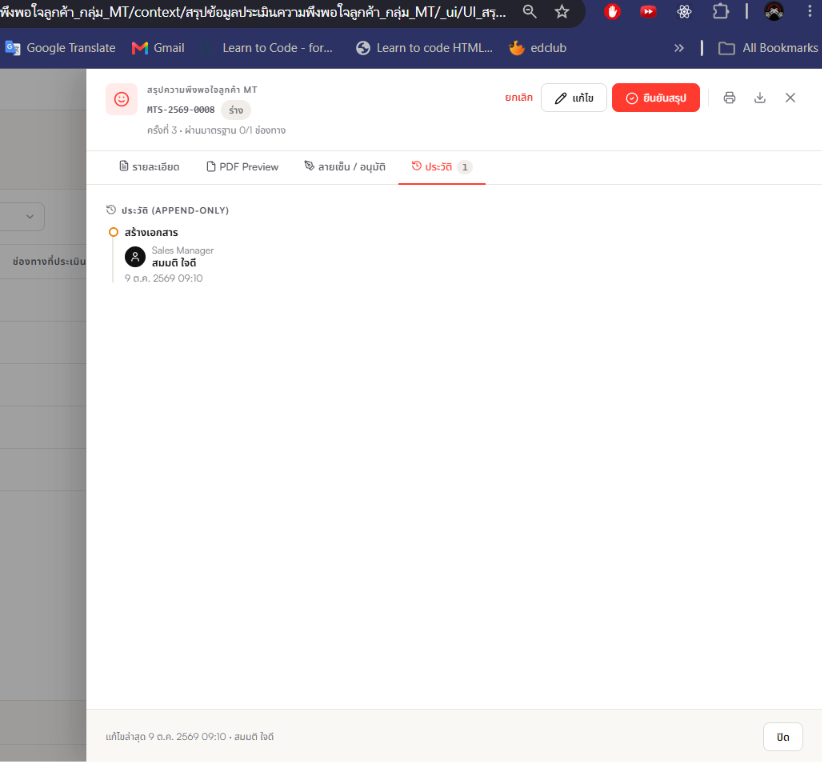 พึงพอใจลูกค้า_กลุ่ม_MT/context/สรุปข้อมูลประเมินความพึงพอใจลูกค้า_กลุ่ม_MT/_ui/UI_สรุ...
Google Translate Gmail Learn to Code - for... Learn to code HTML... edclub » All Bookmarks
สรุปความพึงพอใจลูกค้า MT
MTS-2569-0008 ร่าง
ครั้งที่ 3 • ผ่านมาตรฐาน 0/1 ช่องทาง
ยกเลิก แก้ไข ยืนยันสรุป
รายละเอียด PDF Preview ลายเซ็น / อนุมัติ ประวัติ 1
ช่องทางที่ประเมิน
ประวัติ (APPEND-ONLY)
สร้างเอกสาร
Sales Manager
สมมติ ใจดี
9 ต.ค. 2569 09:10
แก้ไขล่าสุด 9 ต.ค. 2569 09:10 • สมมติ ใจดี
ปิด